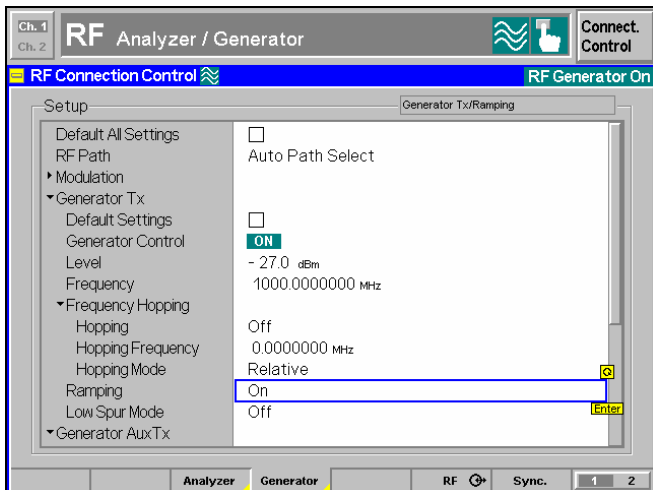 Ch. 1
Ch. 2
RF Analyzer / Generator
Connect.
Control
RF Connection Control
RF Generator On
Setup
Generator Tx/Ramping
Default All Settings
RF Path Auto Path Select
Modulation
Generator Tx
Default Settings
Generator Control ON
Level - 27.0 dBm
Frequency 1000.0000000 MHz
Frequency Hopping
Hopping Off
Hopping Frequency 0.0000000 MHz
Hopping Mode Relative
Ramping On
Low Spur Mode Off
Enter
Generator AuxTx
Analyzer Generator RF Sync. 1 2